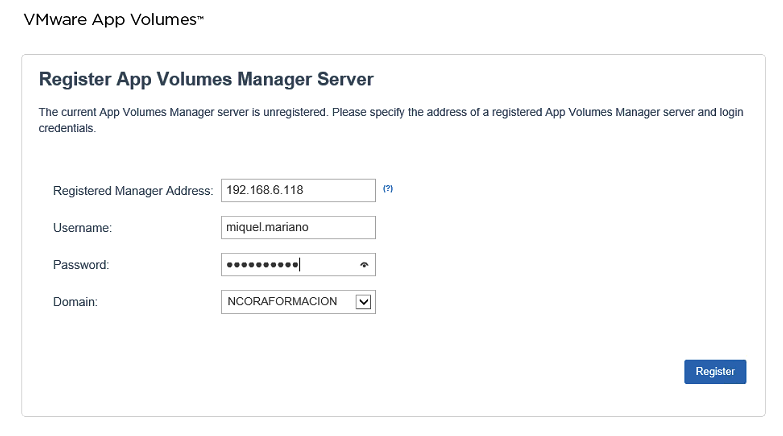 VMware App Volumes™
Register App Volumes Manager Server
The current App Volumes Manager server is unregistered. Please specify the address of a registered App Volumes Manager server and login
credentials.
Registered Manager Address: 192.168.6.118 (?)
Username: miquel.mariano
Password: ●●●●●●●●●●
Domain: NCORAFORMACION
Register